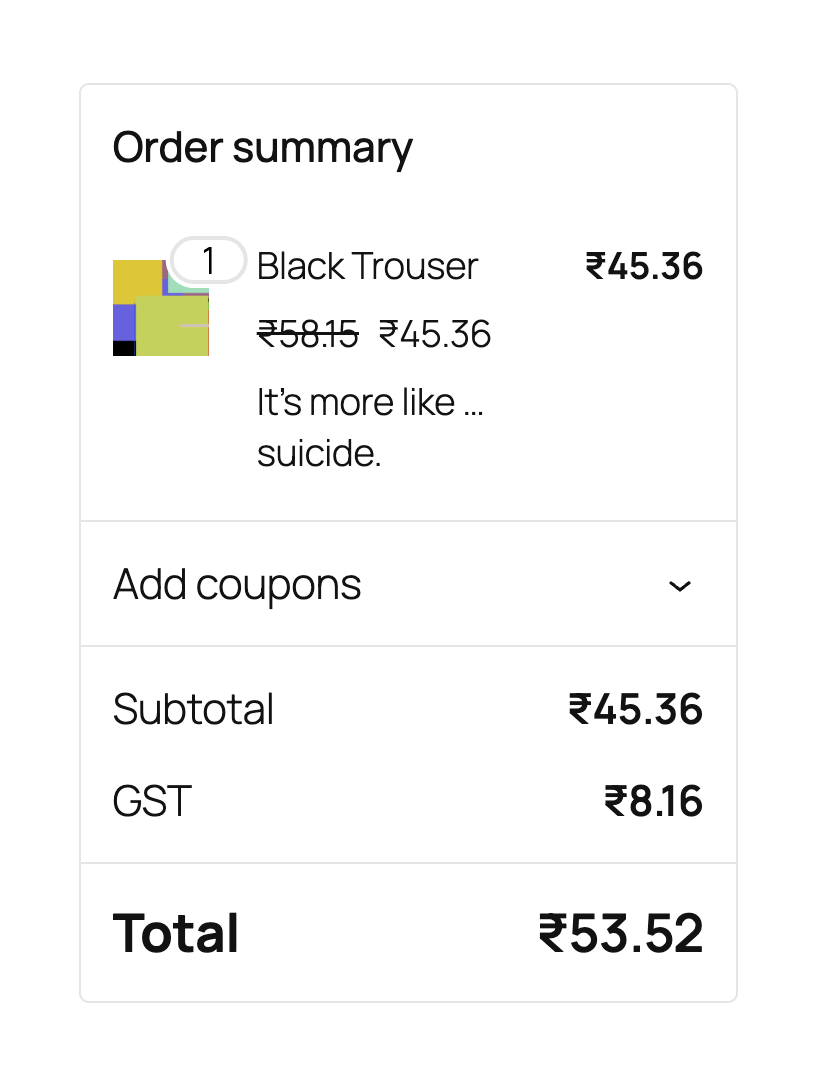 Order summary
1
Black Trouser ₹45.36
₹58.15 ₹45.36
It's more like ...
suicide.
Add coupons
Subtotal ₹45.36
GST ₹8.16
Total ₹53.52